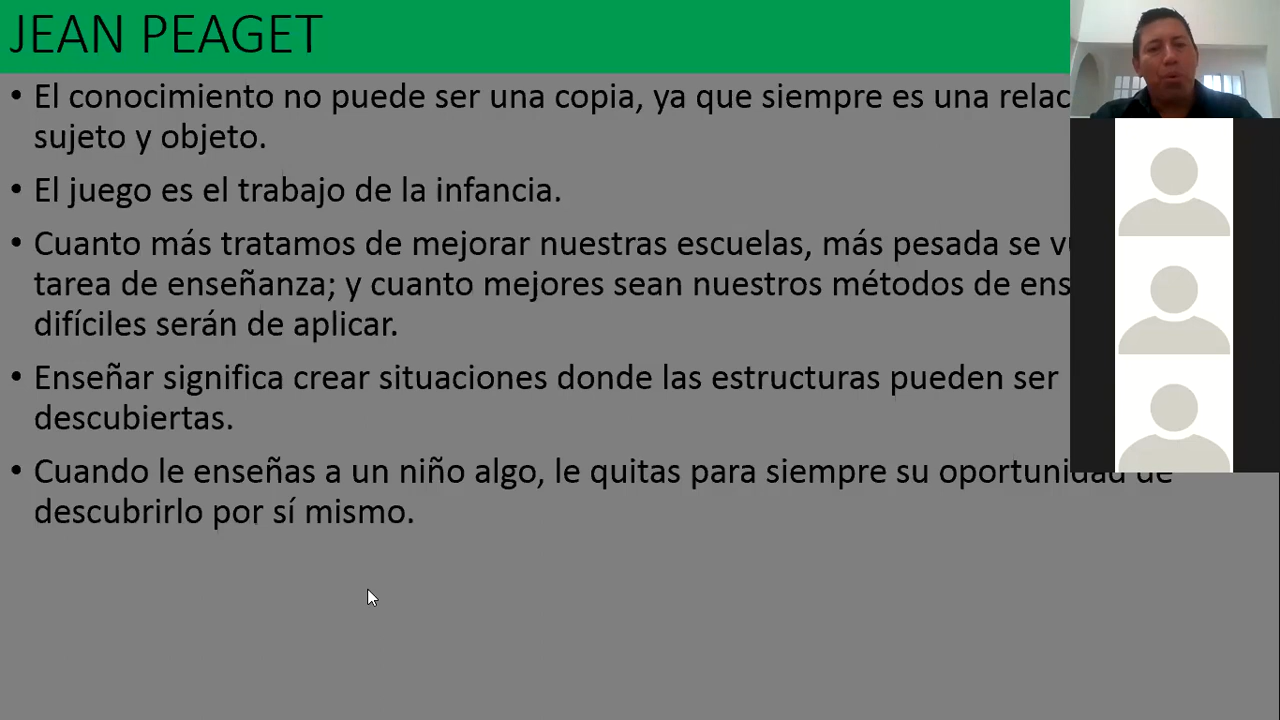 JEAN PEAGET
• El conocimiento no puede ser una copia, ya que siempre es una
sujeto y objeto.
• El juego es el trabajo de la infancia.
• Cuanto más tratamos de mejorar nuestras escuelas, más pesada se
tarea de enseñanza; y cuanto mejores sean nuestros métodos de
difíciles serán de aplicar.
• Enseñar significa crear situaciones donde las estructuras pueden ser
descubiertas.
• Cuando le enseñas a un niño algo, le quitas para siempre su oportunidad de
descubrirlo por sí mismo.